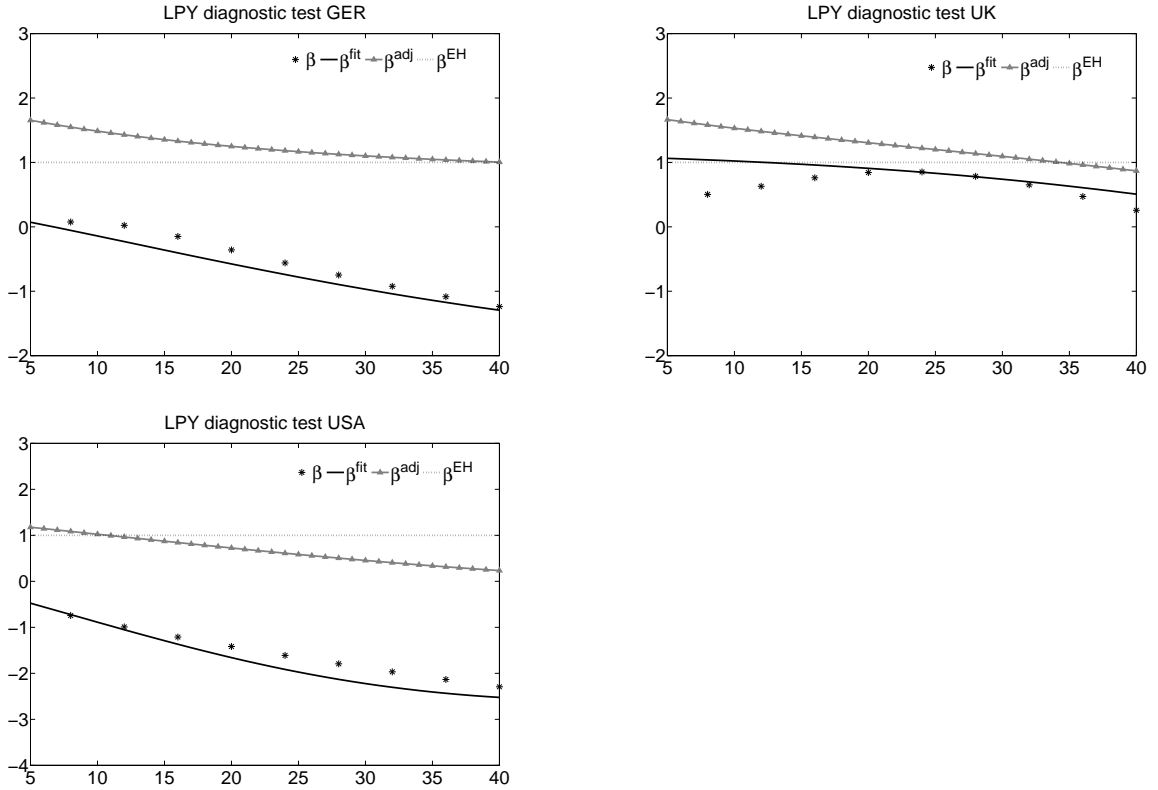 LPY diagnostic test GER
3
2
1
0
−1
−2
5 10 15 20 25 30 35 40
β β^fit β^adj β^EH
LPY diagnostic test UK
3
2
1
0
−1
−2
5 10 15 20 25 30 35 40
β β^fit β^adj β^EH
LPY diagnostic test USA
3
2
1
0
−1
−2
−3
−4
5 10 15 20 25 30 35 40
β β^fit β^adj β^EH